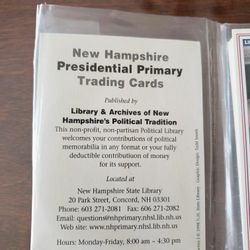 New Hampshire
Presidential Primary
Trading Cards
Published by
Library & Archives of New
Hampshire's Political Tradition
This non-profit, non-partisan Political Library
welcomes your contributions of political
memorabilia in any format or your fully
deductible contributiuon of money
for its support.
Located at
New Hampshire State Library
20 Park Street, Concord, NH 03301
Phone: 603 271-2081 Fax: 606 271-2082
Email: questions@nhprimary.nhsl.lib.nh.us
Web site: www.nhprimary.nhsl.lib.nh.us
Hours: Monday-Friday, 8:00 am – 4:30 pm